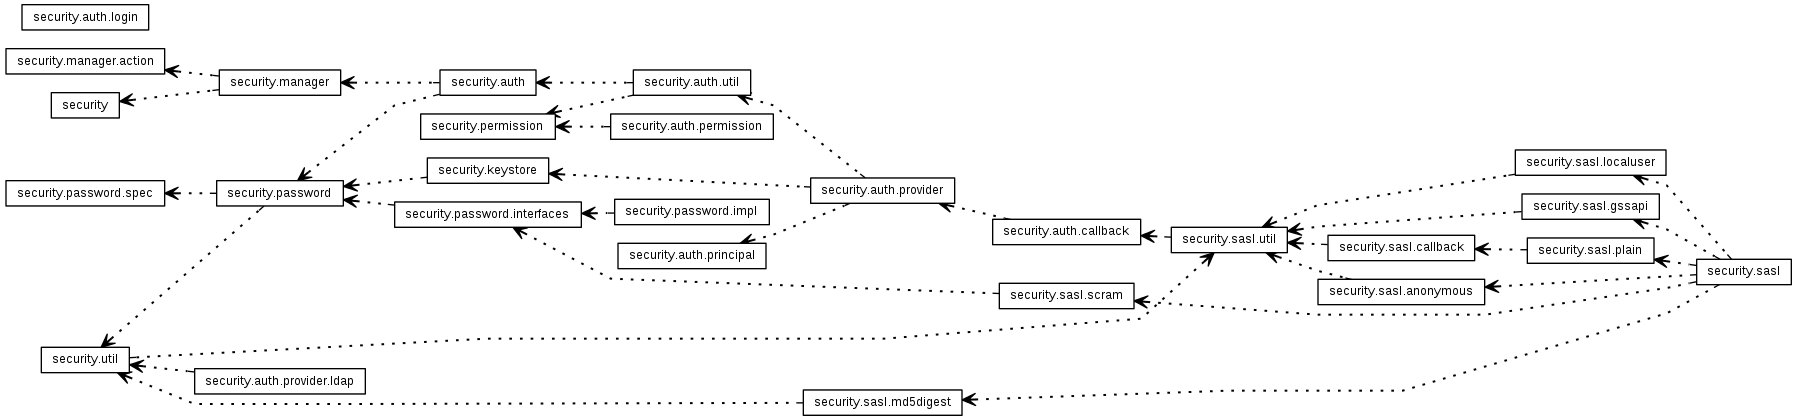 security.auth.login
security.manager.action
security.manager
security.auth
security.auth.util
security
security.permission
security.auth.permission
security.sasl.localuser
security.keystore
security.auth.provider
security.password.spec
security.password
security.sasl.gssapi
security.password.interfaces
security.password.impl
security.auth.callback
security.sasl.util
security.sasl.callback
security.sasl.plain
security.auth.principal
security.sasl
security.sasl.scram
security.sasl.anonymous
security.util
security.auth.provider.ldap
security.sasl.md5digest